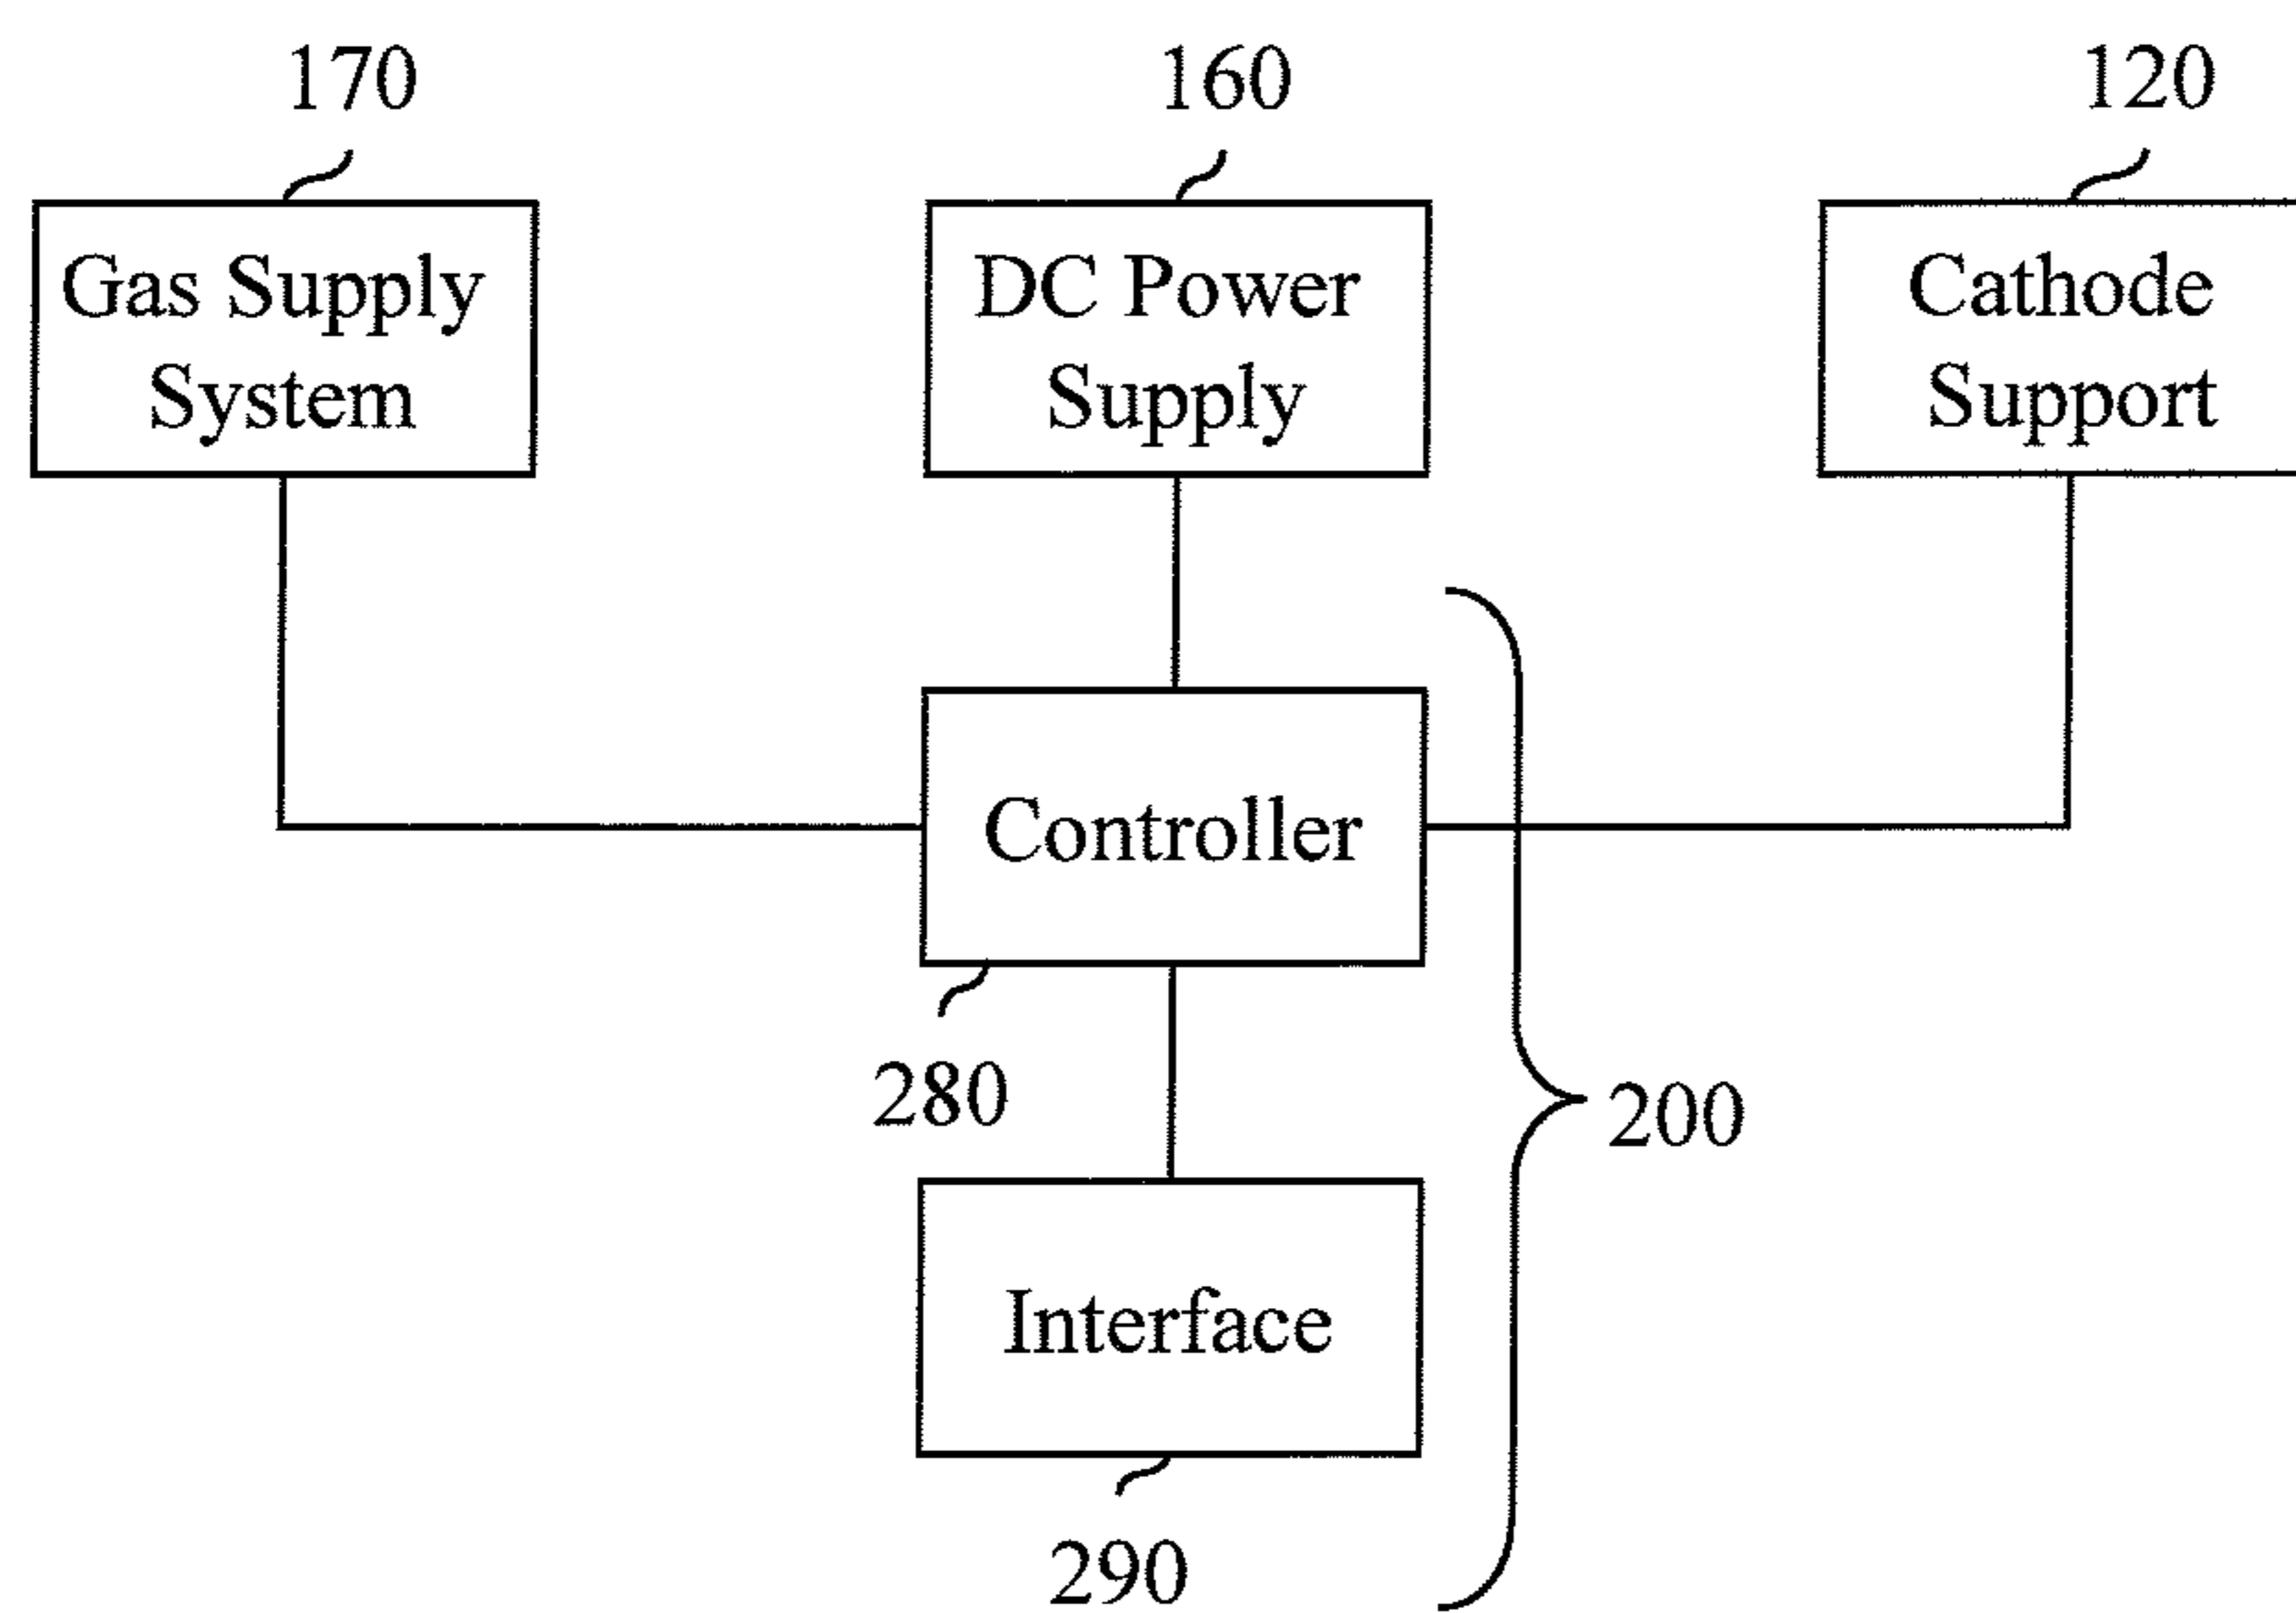 170
160
120
Gas Supply
System
DC Power
Supply
Cathode
Support
Controller
280
200
Interface
290